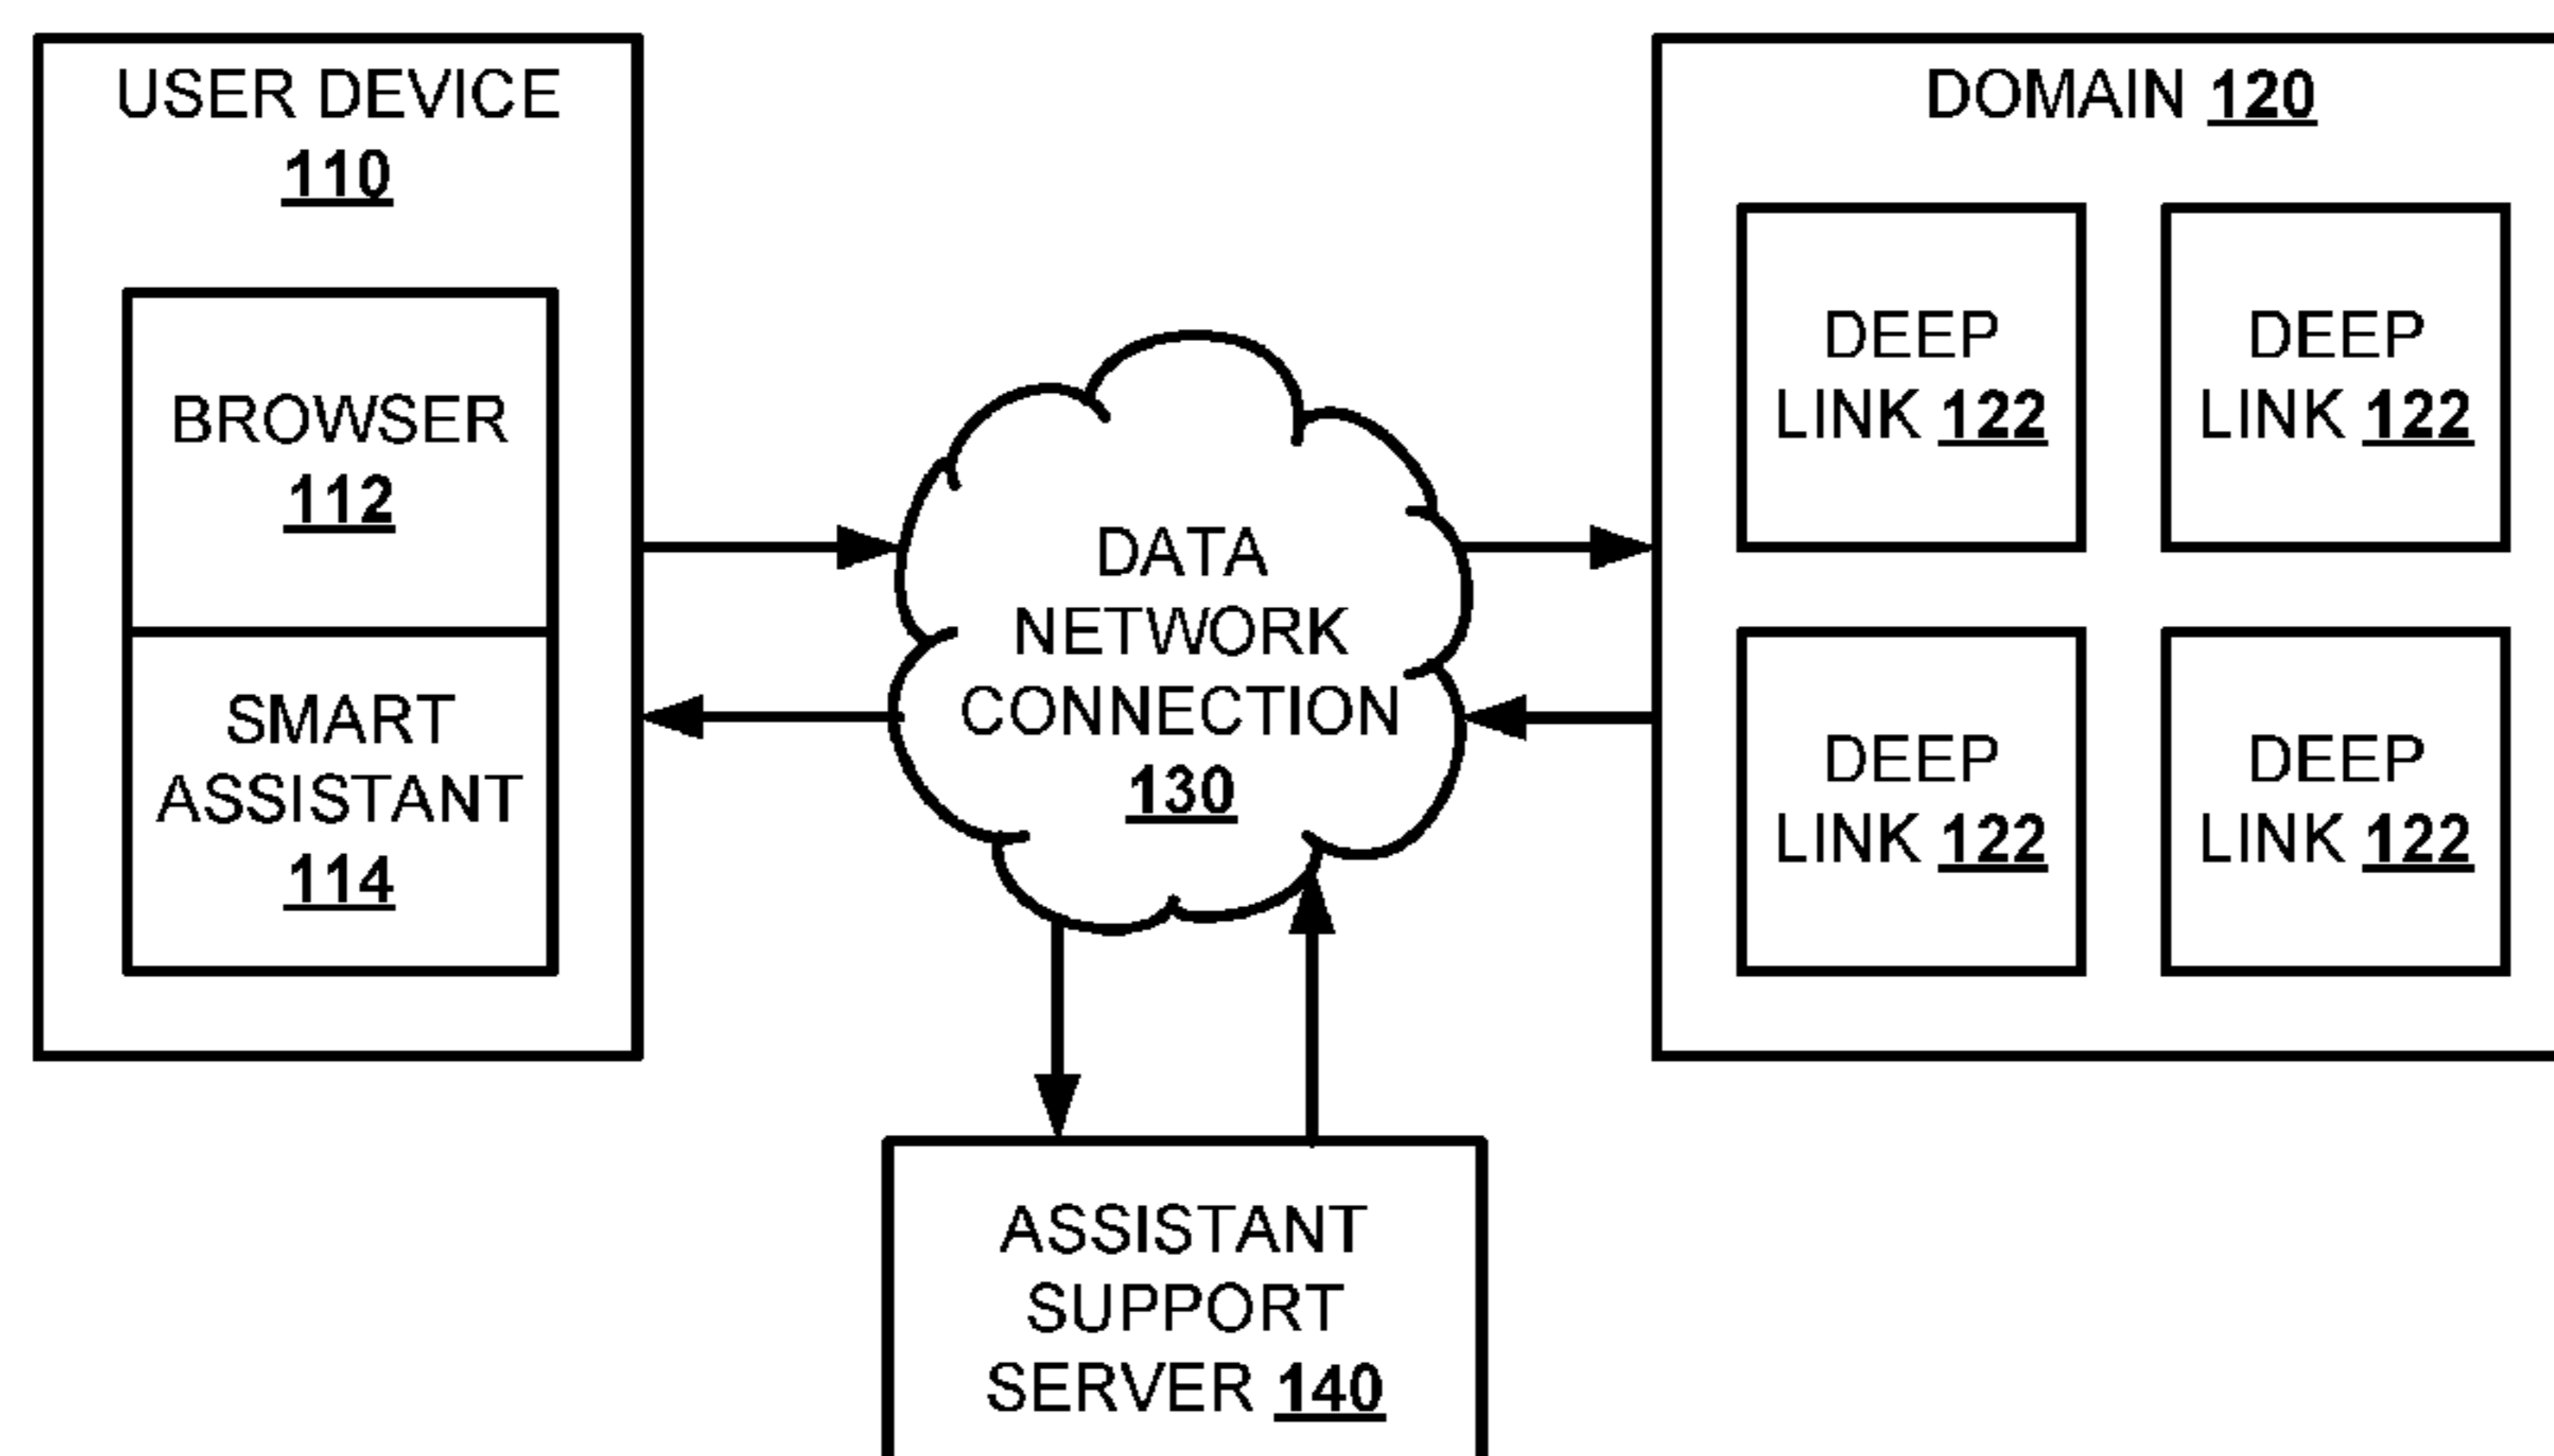 USER DEVICE
110
BROWSER
112
SMART
ASSISTANT
114
DATA
NETWORK
CONNECTION
130
DOMAIN 120
DEEP
LINK 122
DEEP
LINK 122
DEEP
LINK 122
DEEP
LINK 122
ASSISTANT
SUPPORT
SERVER 140